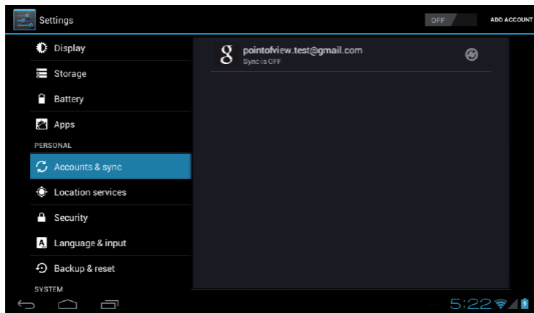 Settings
OFF
ADD ACCOUNT
Display
Storage
Battery
Apps
PERSONAL
Accounts & sync
Location services
Security
Language & input
Backup & reset
SYSTEM
g
pointofview.test@gmail.com
Sync is OFF
A
5:22